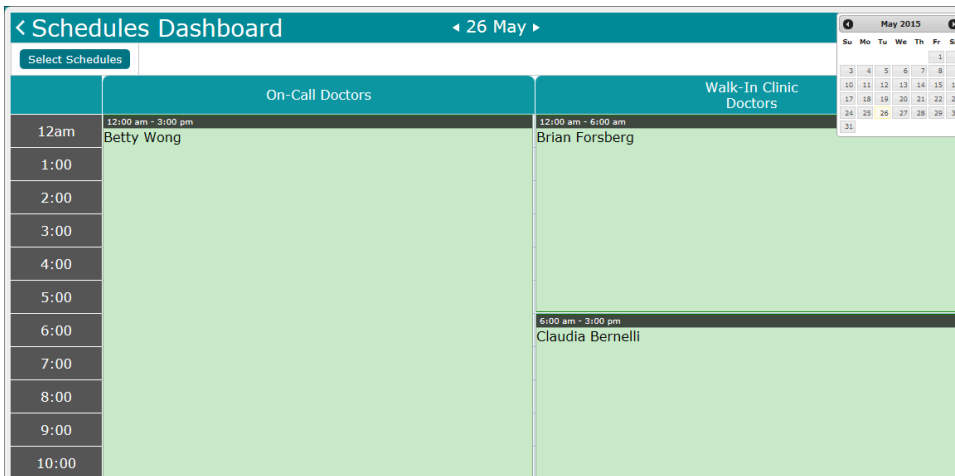 Schedules Dashboard
26 May
Select Schedules
May 2015
Su Mo Tu We Th Fr
1
3 4 5 6 7 8
10 11 12 13 14 15
17 18 19 20 21 22
24 25 26 27 28 29
31
On-Call Doctors
Walk-In Clinic
Doctors
12am
1:00
2:00
3:00
4:00
5:00
6:00
7:00
8:00
9:00
10:00
12:00 am - 3:00 pm
Betty Wong
12:00 am - 6:00 am
Brian Forsberg
6:00 am - 3:00 pm
Claudia Bernelli